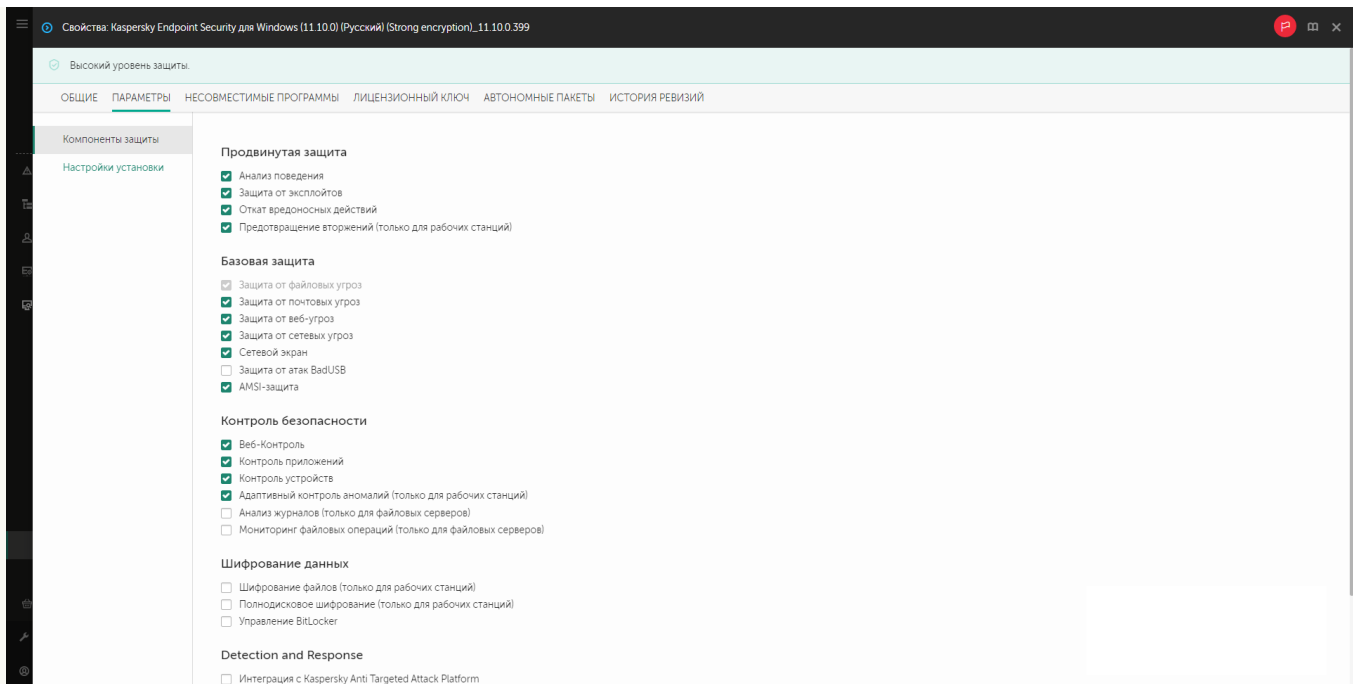 Свойства: Kaspersky Endpoint Security для Windows (11.10.0) (Русский) (Strong encryption)_11.10.0.399
Высокий уровень защиты.
ОБЩИЕ ПАРАМЕТРЫ НЕСОВМЕСТИМЫЕ ПРОГРАММЫ ЛИЦЕНЗИОННЫЙ КЛЮЧ АВТОНОМНЫЕ ПАКЕТЫ ИСТОРИЯ РЕВИЗИЙ
Компоненты защиты
Настройки установки
Продвинутая защита
Анализ поведения
Защита от эксплойтов
Откат вредоносных действий
Предотвращение вторжений (только для рабочих станций)
Базовая защита
Защита от файловых угроз
Защита от почтовых угроз
Защита от веб-угроз
Защита от сетевых угроз
Сетевой экран
Защита от атак BadUSB
AMSI-защита
Контроль безопасности
Веб-Контроль
Контроль приложений
Контроль устройств
Адаптивный контроль аномалий (только для рабочих станций)
Анализ журналов (только для файловых серверов)
Мониторинг файловых операций (только для файловых серверов)
Шифрование данных
Шифрование файлов (только для рабочих станций)
Полнодисковое шифрование (только для рабочих станций)
Управление BitLocker
Detection and Response
Интеграция с Kaspersky Anti Targeted Attack Platform